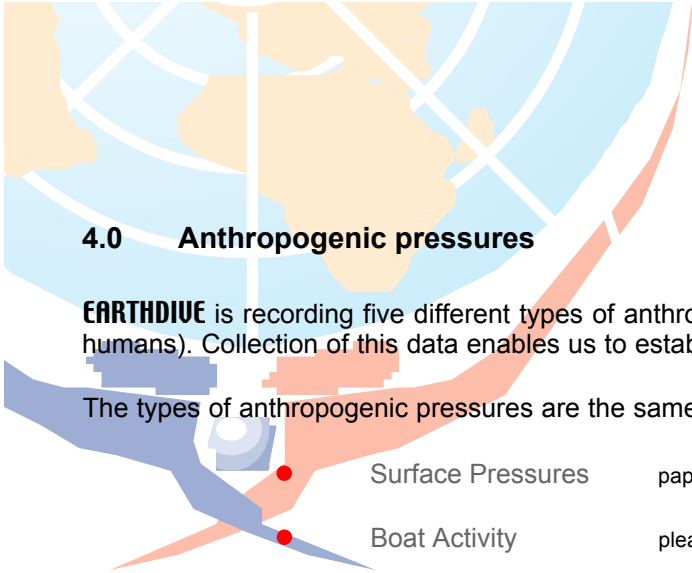 4.0 Anthropogenic pressures
EARTHDIVE is recording five different types of anthro
humans). Collection of this data enables us to estab
The types of anthropogenic pressures are the same
Surface Pressures pap
Boat Activity plea